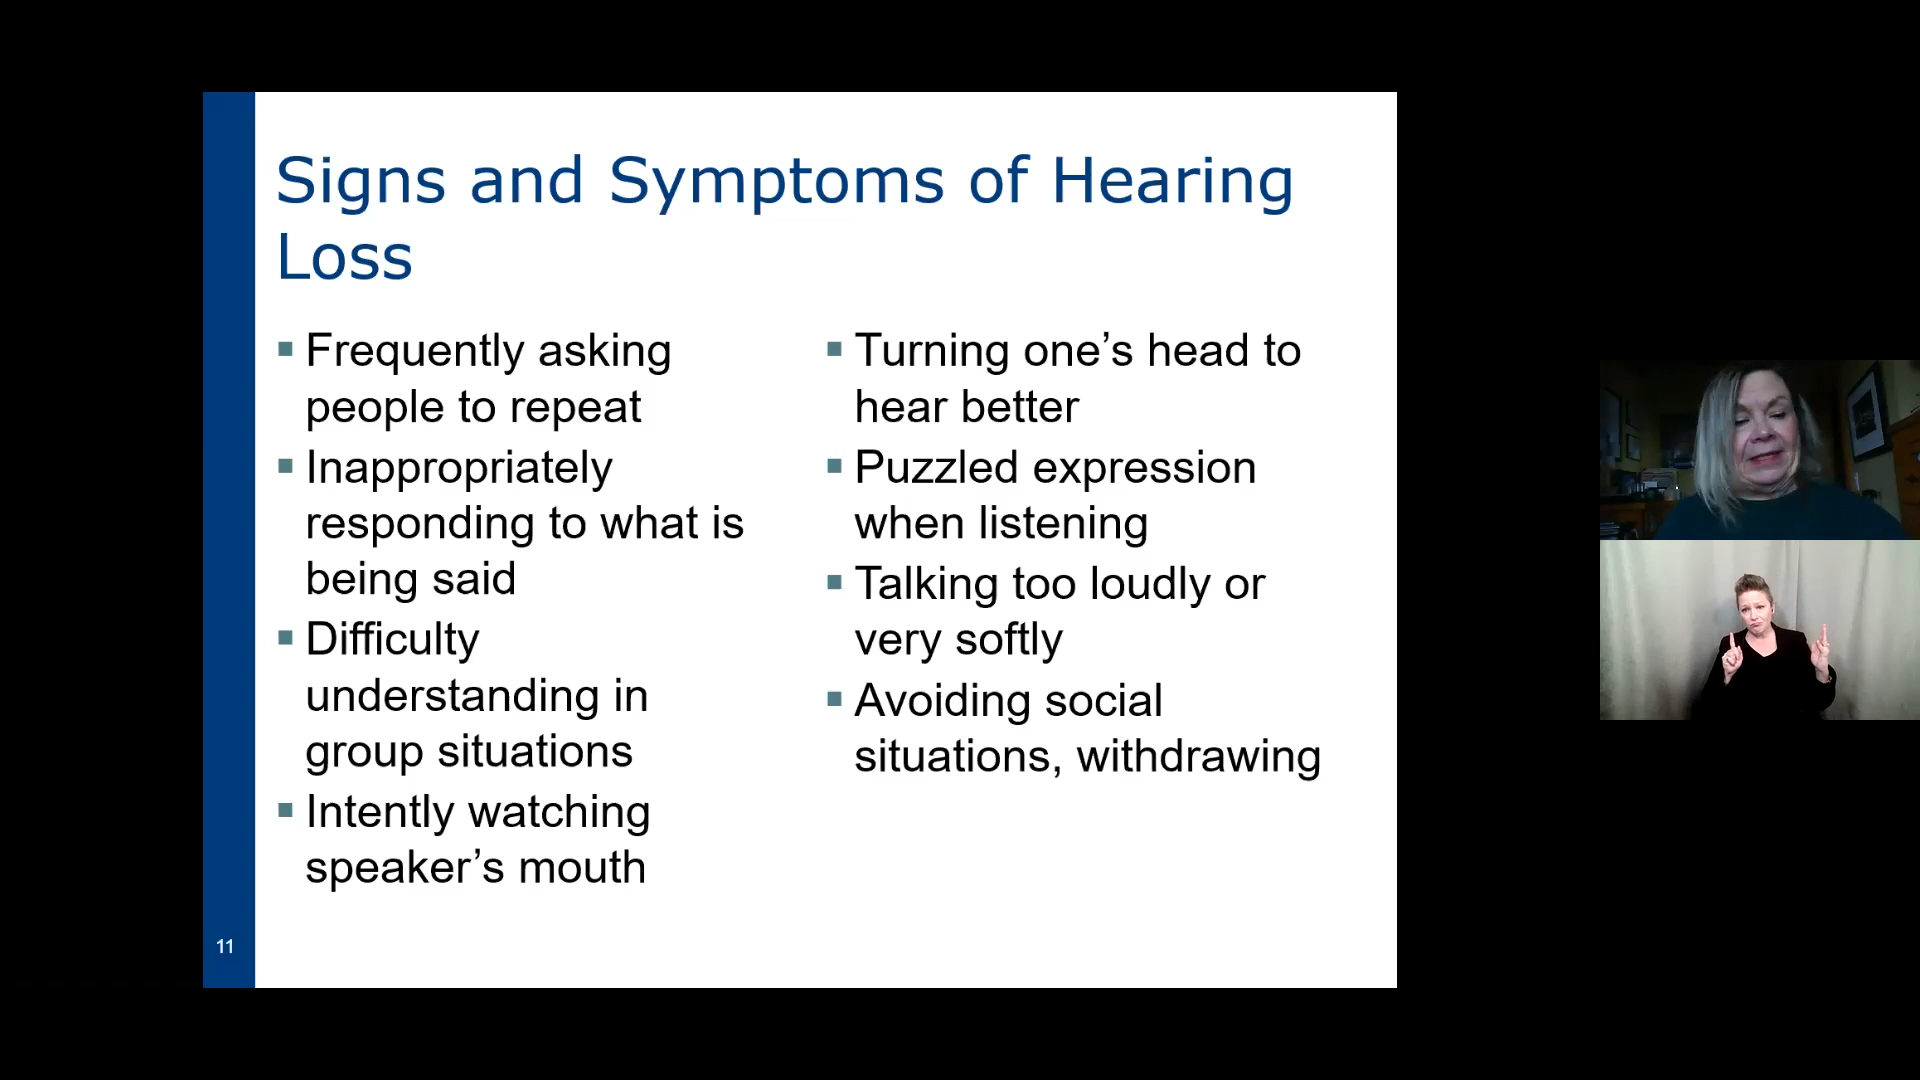 Signs and Symptoms of Hearing
Loss
▪ Frequently asking
people to repeat
▪ Inappropriately
responding to what is
being said
▪ Difficulty
understanding in
group situations
▪ Intently watching
speaker’s mouth
▪ Turning one’s head to
hear better
▪ Puzzled expression
when listening
▪ Talking too loudly or
very softly
▪ Avoiding social
situations, withdrawing
11